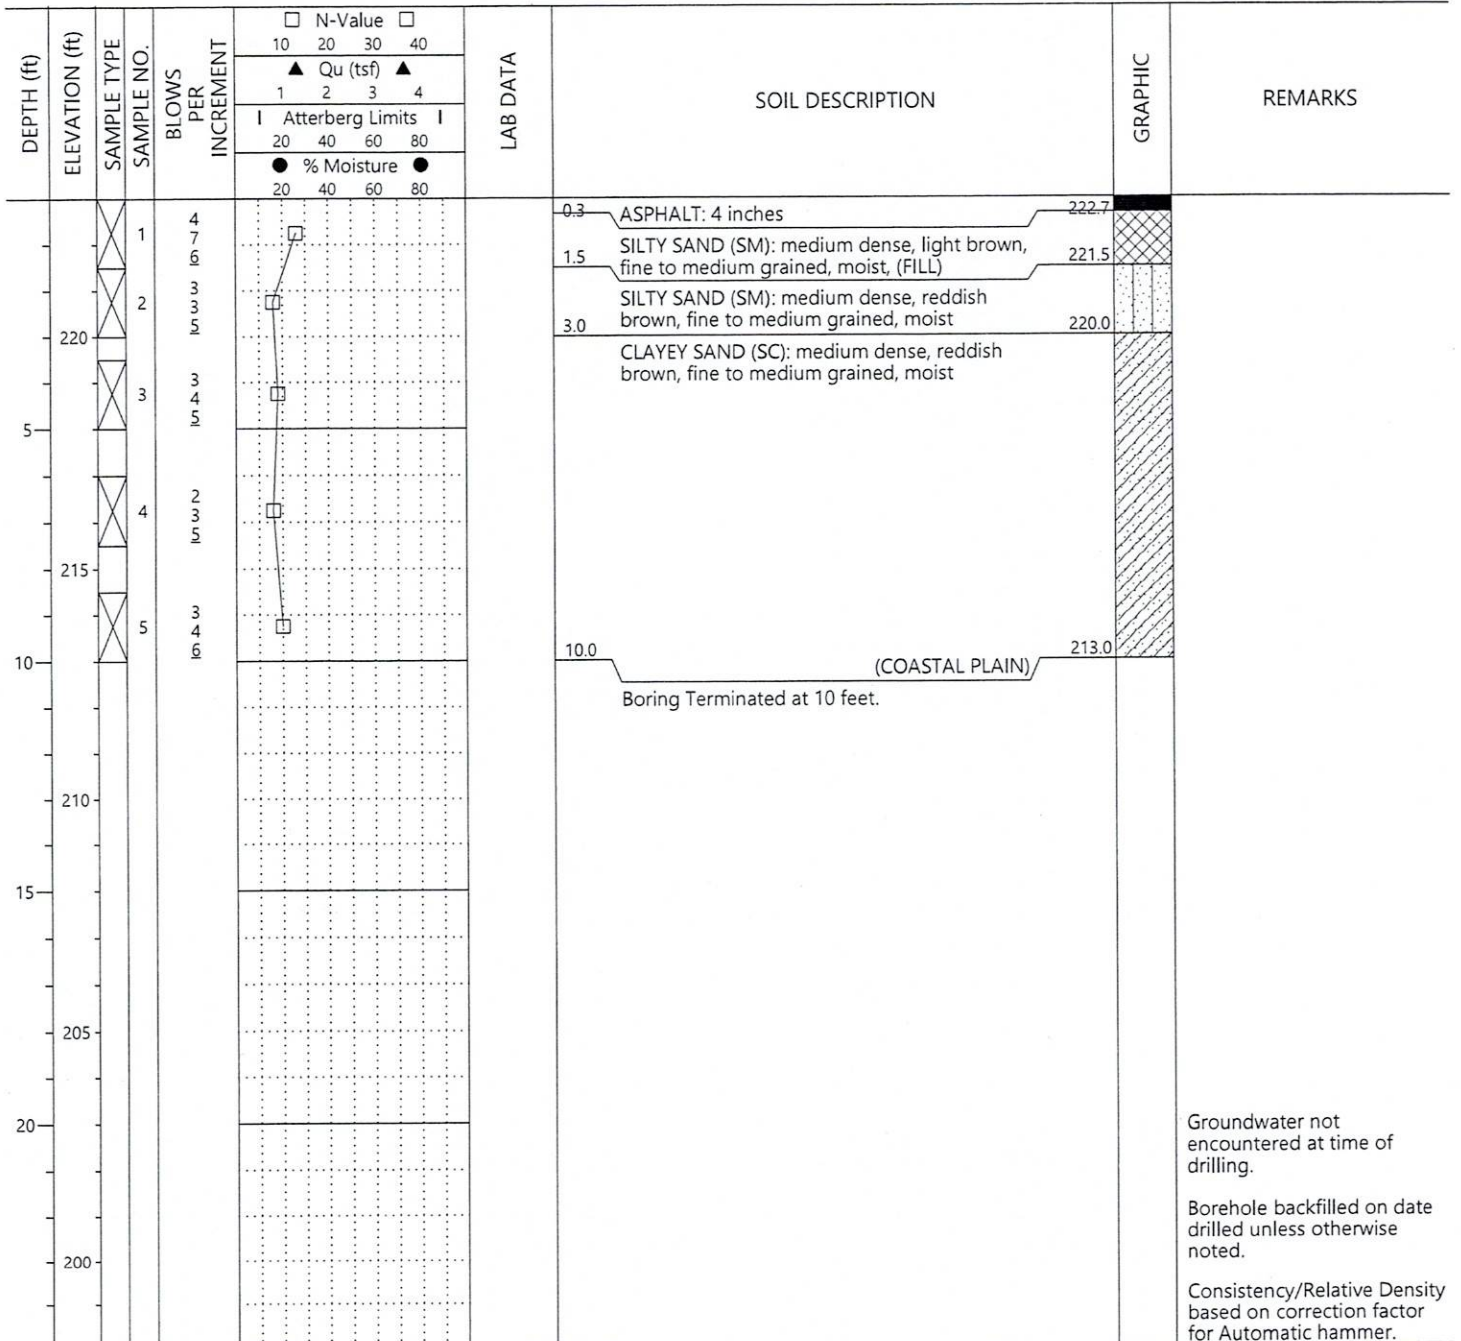 DEPTH (ft)
ELEVATION (ft)
SAMPLE TYPE
SAMPLE NO.
BLOWS
PER
INCREMENT
□ N-Value □
10 20 30 40
▲ Qu (tsf) ▲
1 2 3 4
I Atterberg Limits I
20 40 60 80
● % Moisture ●
20 40 60 80
LAB DATA
SOIL DESCRIPTION
GRAPHIC
REMARKS
1
4
7
6
0.3 ASPHALT: 4 inches 222.7
SILTY SAND (SM): medium dense, light brown,
1.5 fine to medium grained, moist, (FILL) 221.5
2
3
3
5
SILTY SAND (SM): medium dense, reddish
brown, fine to medium grained, moist
3.0 220.0
220
CLAYEY SAND (SC): medium dense, reddish
brown, fine to medium grained, moist
3
3
4
5
5
4
2
3
5
215
5
3
4
6
10
10.0 (COASTAL PLAIN) 213.0
Boring Terminated at 10 feet.
210
15
205
20
200
Groundwater not
encountered at time of
drilling.
Borehole backfilled on date
drilled unless otherwise
noted.
Consistency/Relative Density
based on correction factor
for Automatic hammer.